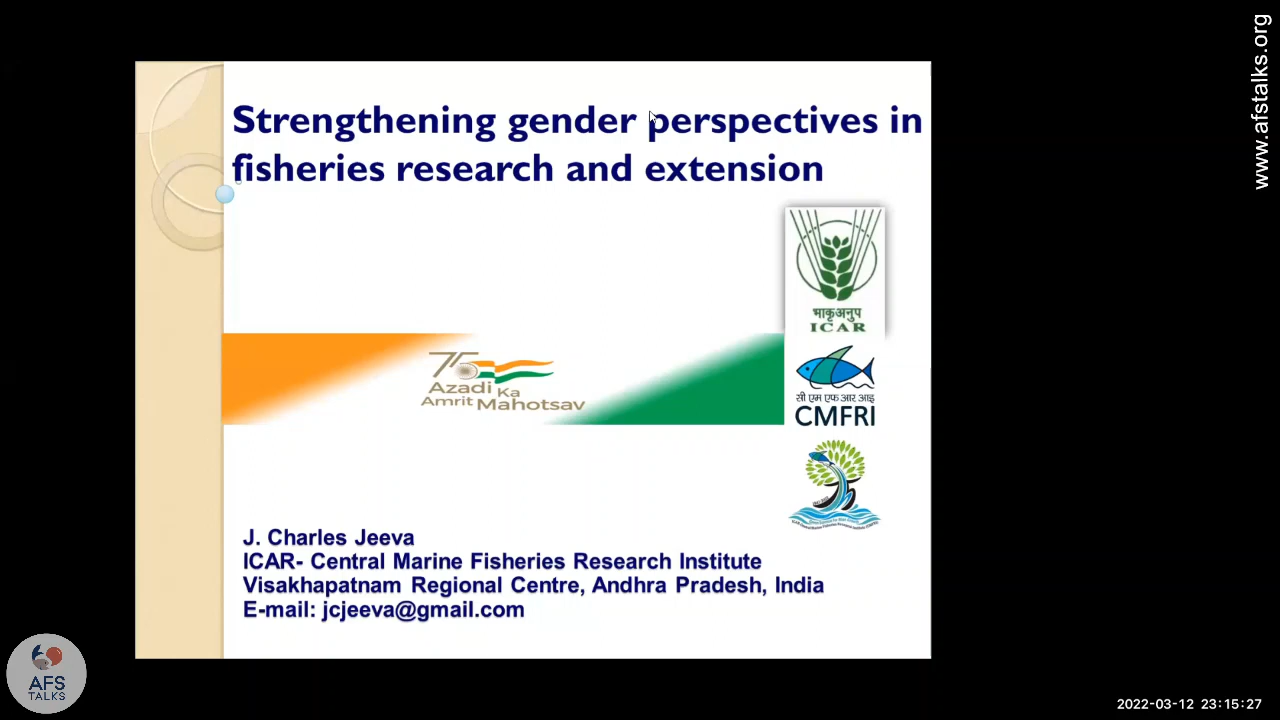 www.afstalks.org
Strengthening gender perspectives in
fisheries research and extension
भाकृअनुप
ICAR
75
Azadi Ka
Amrit Mahotsav
सी एम एफ आर आइ
CMFRI
J. Charles Jeeva
ICAR- Central Marine Fisheries Research Institute
Visakhapatnam Regional Centre, Andhra Pradesh, India
E-mail: jcjeeva@gmail.com
AFS
TALKS
2022-03-12 23:15:27